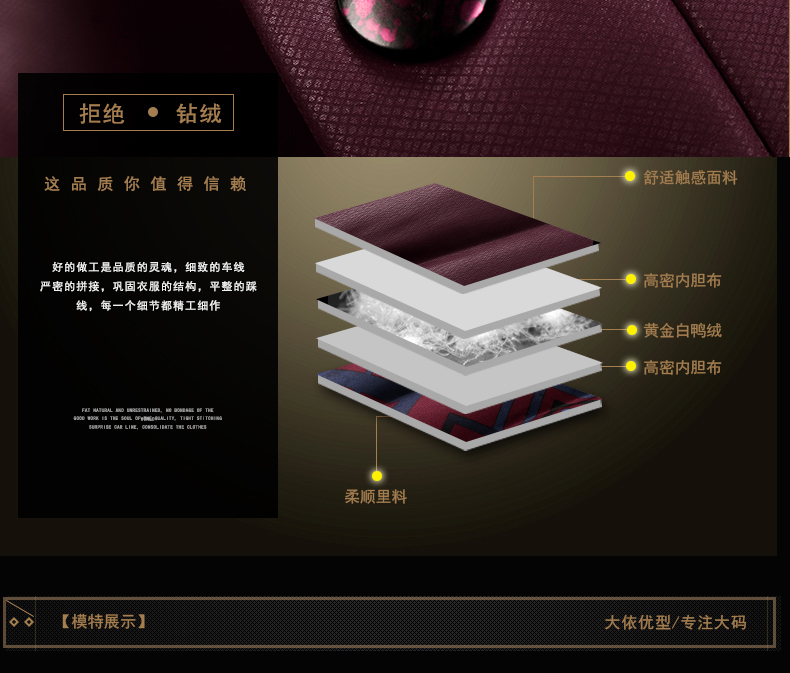 拒绝 ● 钻绒
这品质你值得信赖
好的做工是品质的灵魂，细致的车线
严密的拼接，巩固衣服的结构，平整的踩
线，每一个细节都精工细作
FAT NATURAL AND UNRESTRAINED, NO BONDAGE OF THE
GOOD WORK IS THE SOUL OF QUALITY, TIGHT STITCHING
SURPRISE CAR LINE, CONSOLIDATE THE CLOTHES
舒适触感面料
高密内胆布
黄金白鸭绒
高密内胆布
柔顺里料
【模特展示】
大依优型/专注大码